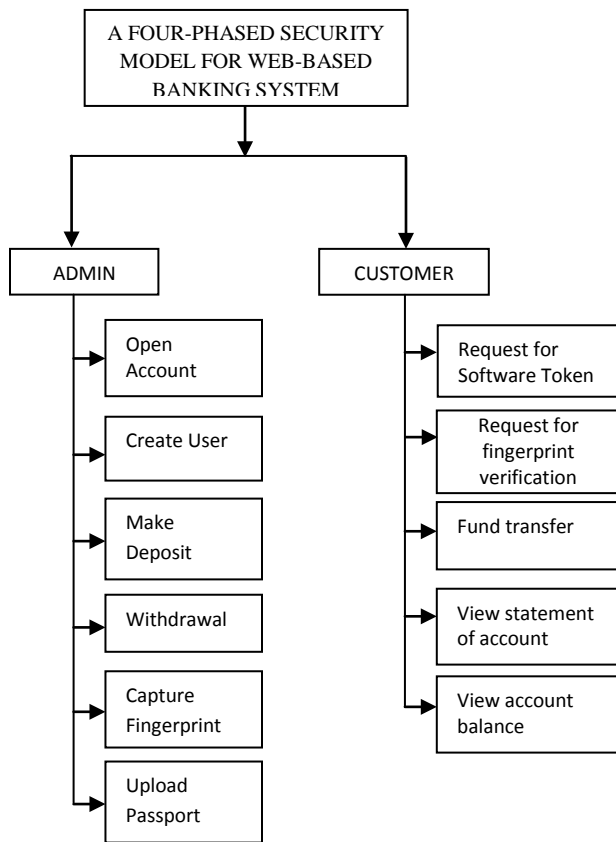 A FOUR-PHASED SECURITY
MODEL FOR WEB-BASED
BANKING SYSTEM
ADMIN
CUSTOMER
Open
Account
Create User
Make
Deposit
Withdrawal
Capture
Fingerprint
Upload
Passport
Request for
Software Token
Request for
fingerprint
verification
Fund transfer
View statement
of account
View account
balance